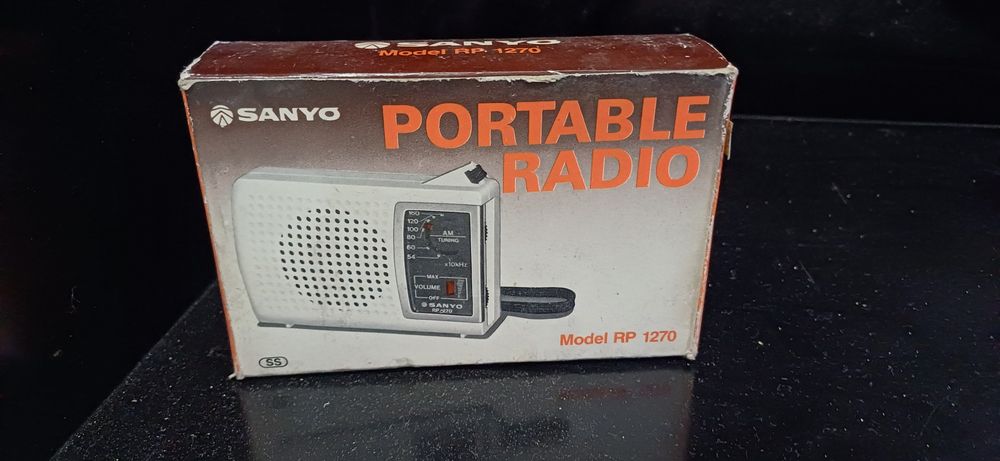 SANYO
Model RP 1270
SANYO
PORTABLE
RADIO
160
120
100
80
60
54
AM
TUNING
x10kHz
MAX
VOLUME
OFF
SANYO
RP 1270
Model RP 1270
SS